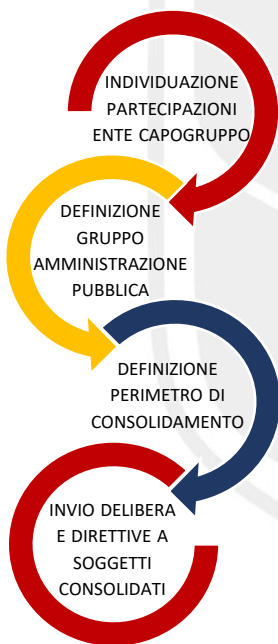 INDIVIDUAZIONE
PARTECIPAZIONI
ENTE CAPOGRUPPO
DEFINIZIONE
GRUPPO
AMMINISTRAZIONE
PUBBLICA
DEFINIZIONE
PERIMETRO DI
CONSOLIDAMENTO
INVIO DELIBERA
E DIRETTIVE A
SOGGETTI
CONSOLIDATI